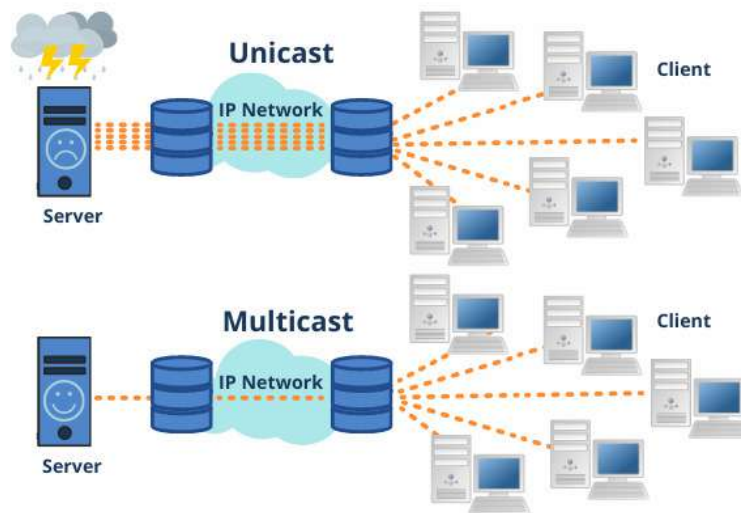 Unicast
IP Network
Client
Server
Multicast
IP Network
Client
Server